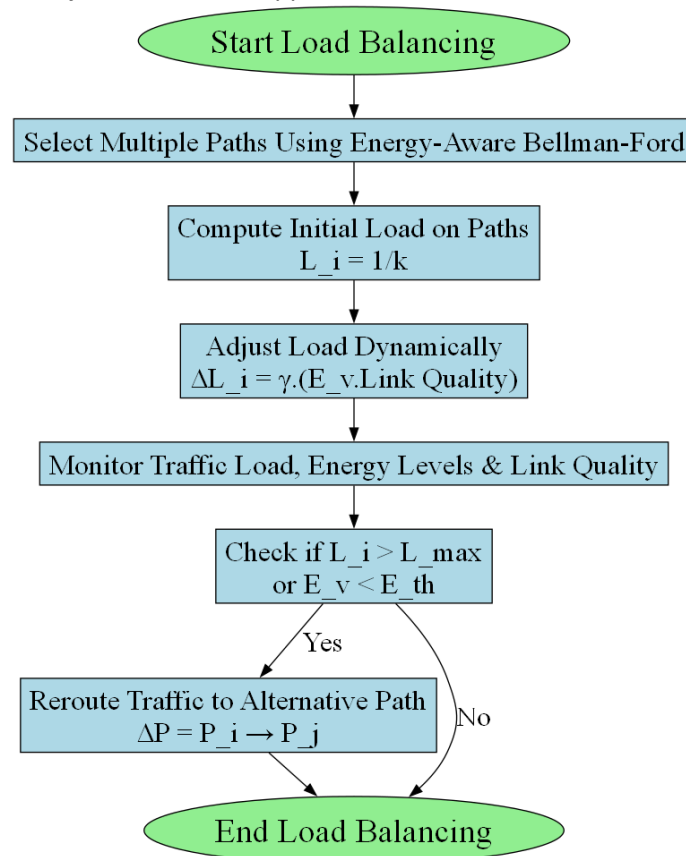 Start Load Balancing
Select Multiple Paths Using Energy-Aware Bellman-Ford
Compute Initial Load on Paths
L_i = 1/k
Adjust Load Dynamically
ΔL_i = γ.(E_v.Link Quality)
Monitor Traffic Load, Energy Levels & Link Quality
Check if L_i > L_max
or E_v < E_th
Yes
Reroute Traffic to Alternative Path
ΔP = P_i → P_j
No
End Load Balancing